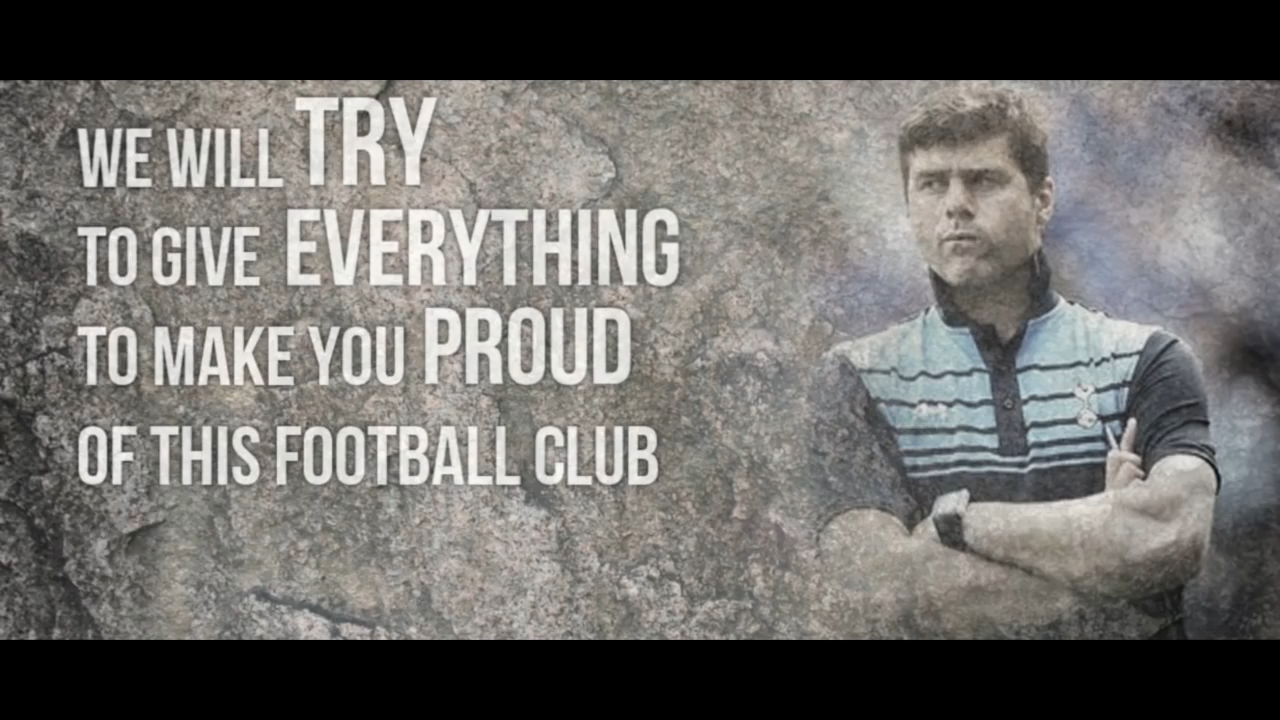 WE WILL TRY
TO GIVE EVERYTHING
TO MAKE YOU PROUD
OF THIS FOOTBALL CLUB